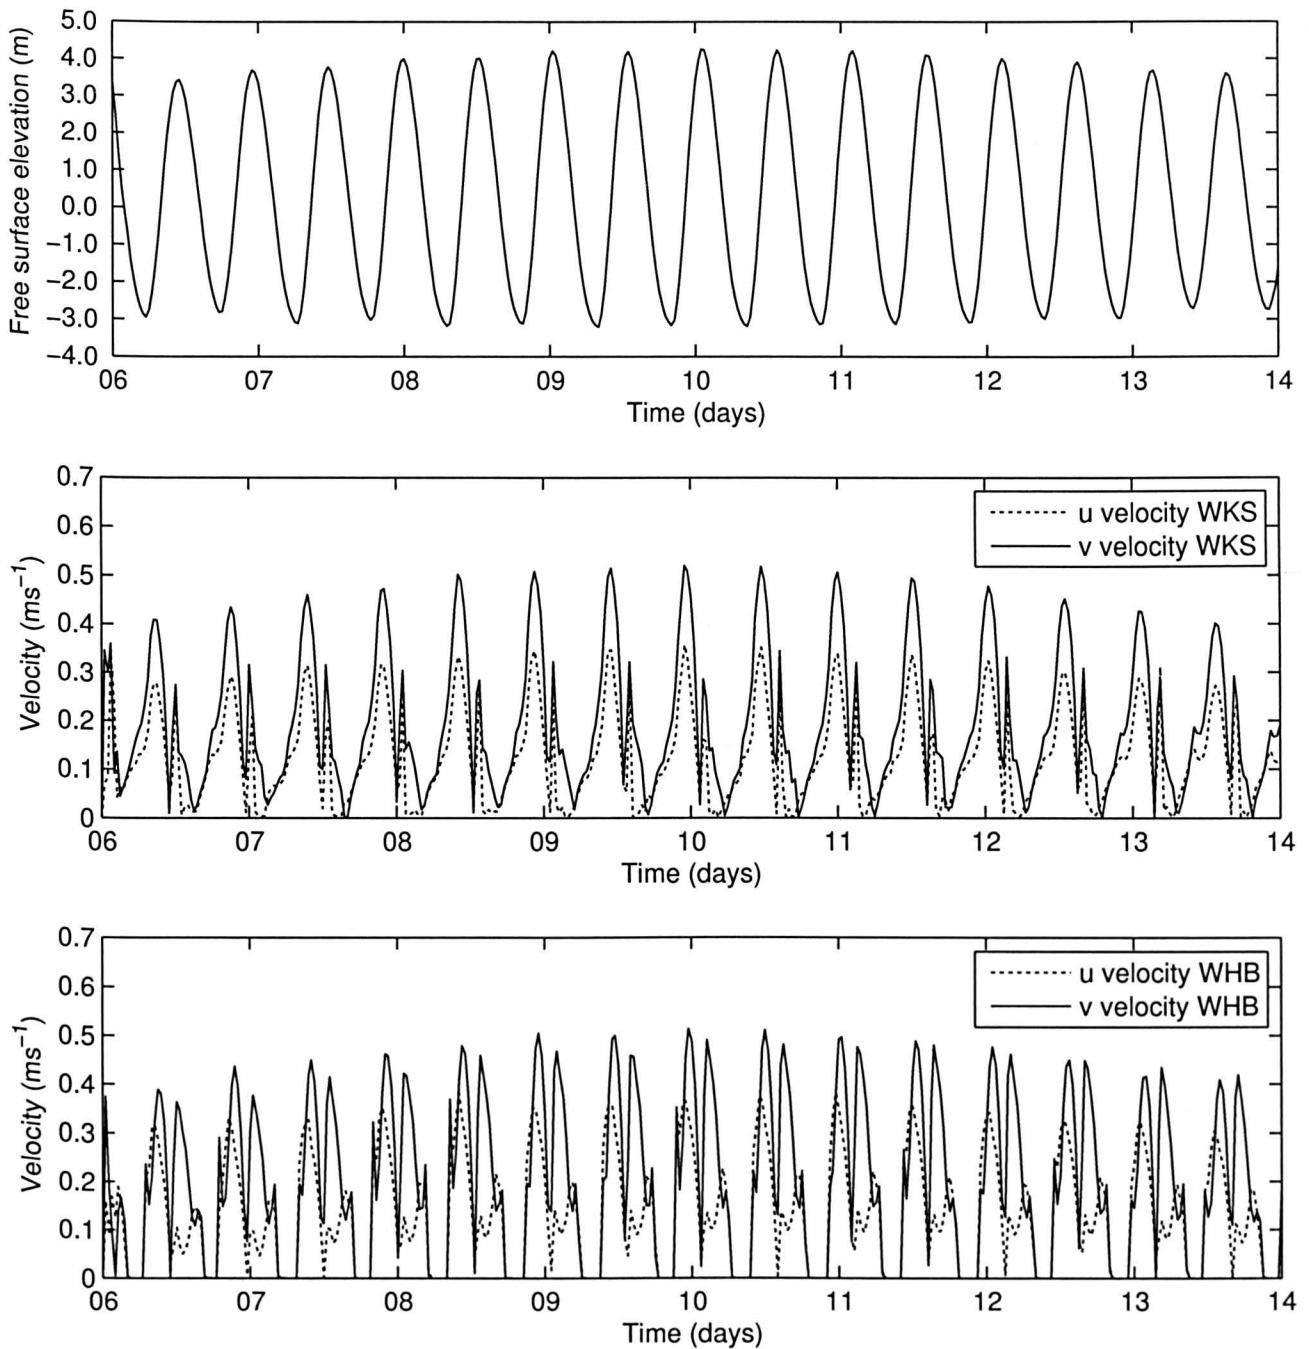 Free surface elevation (m)
5.0
4.0
3.0
2.0
1.0
0.0
−1.0
−2.0
−3.0
−4.0
06 07 08 09 10 11 12 13 14
Time (days)
Velocity (ms⁻¹)
0.7
0.6
0.5
0.4
0.3
0.2
0.1
0
u velocity WKS
v velocity WKS
06 07 08 09 10 11 12 13 14
Time (days)
Velocity (ms⁻¹)
0.7
0.6
0.5
0.4
0.3
0.2
0.1
0
u velocity WHB
v velocity WHB
06 07 08 09 10 11 12 13 14
Time (days)